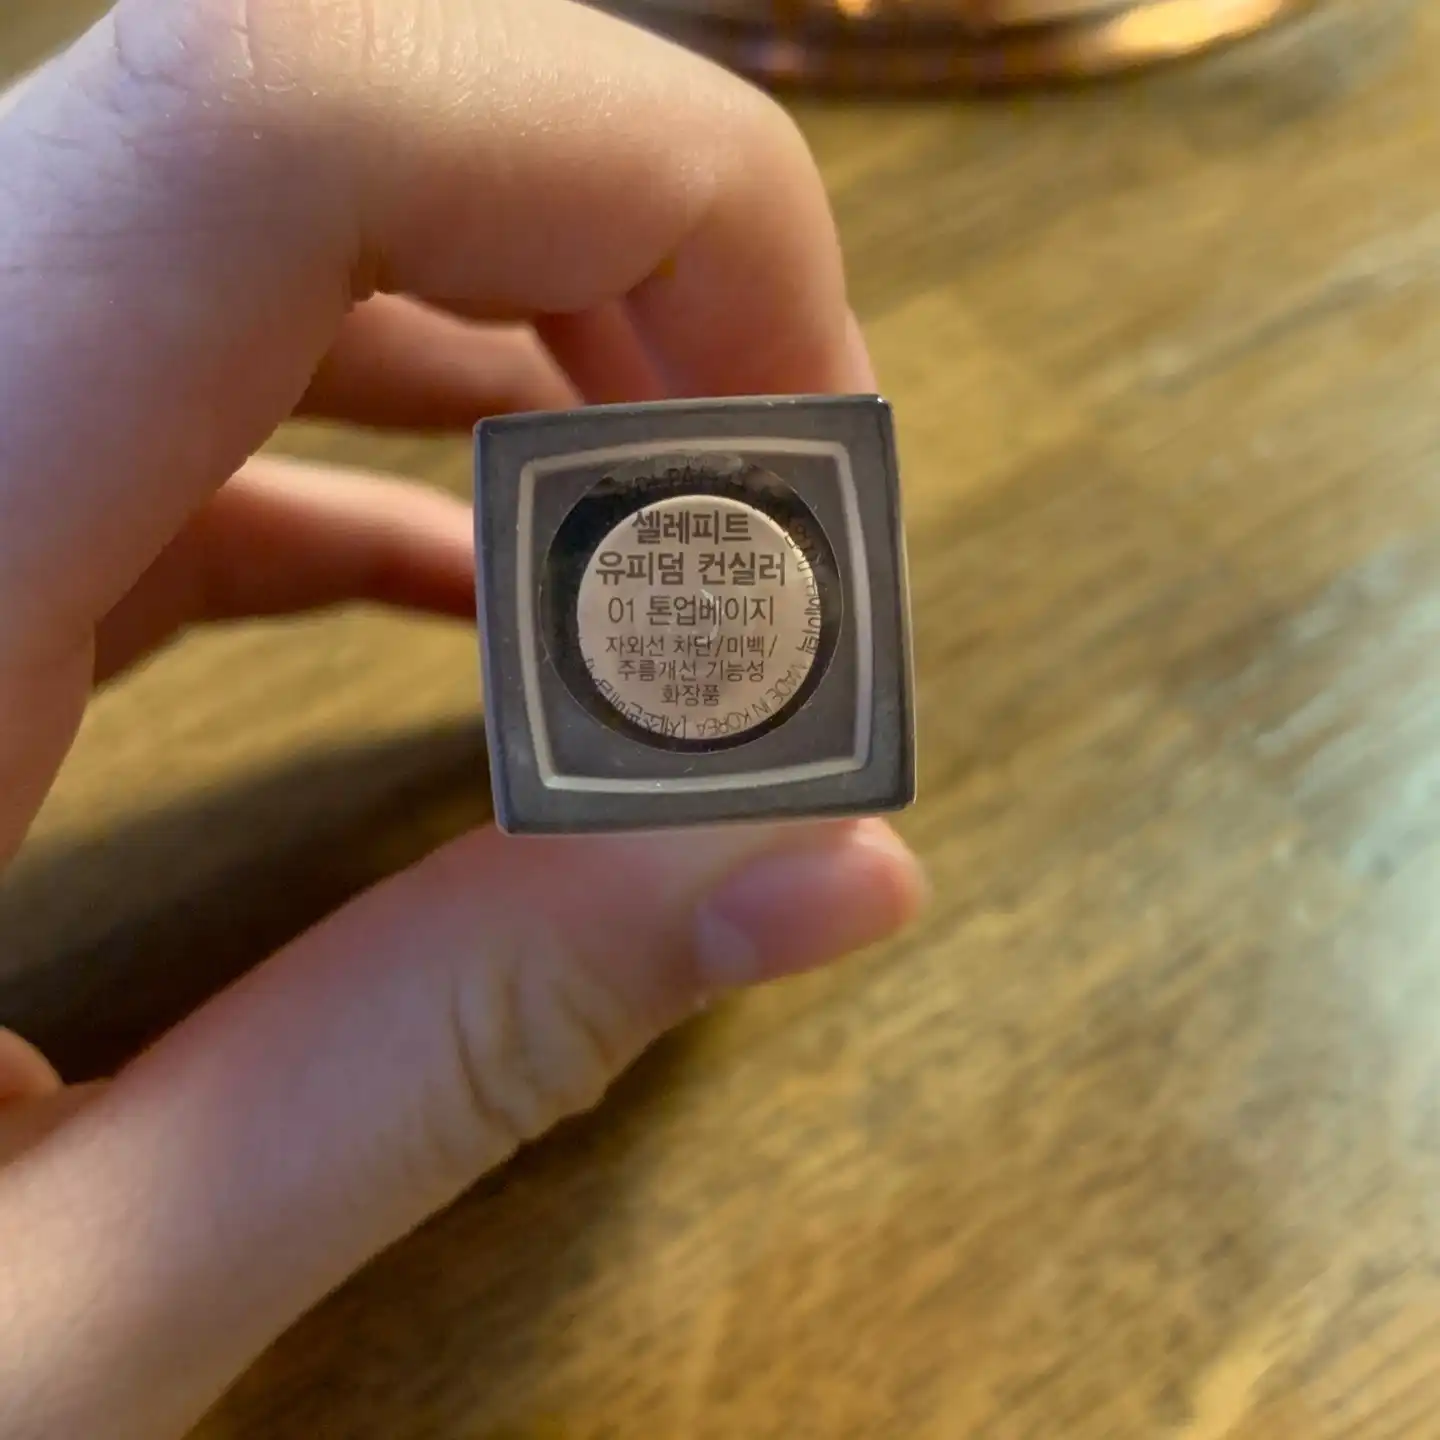 셀레피트
유피덤 컨실러
01 톤업베이지
자외선 차단/미백/
주름개선 기능성
화장품
MADE IN KOREA